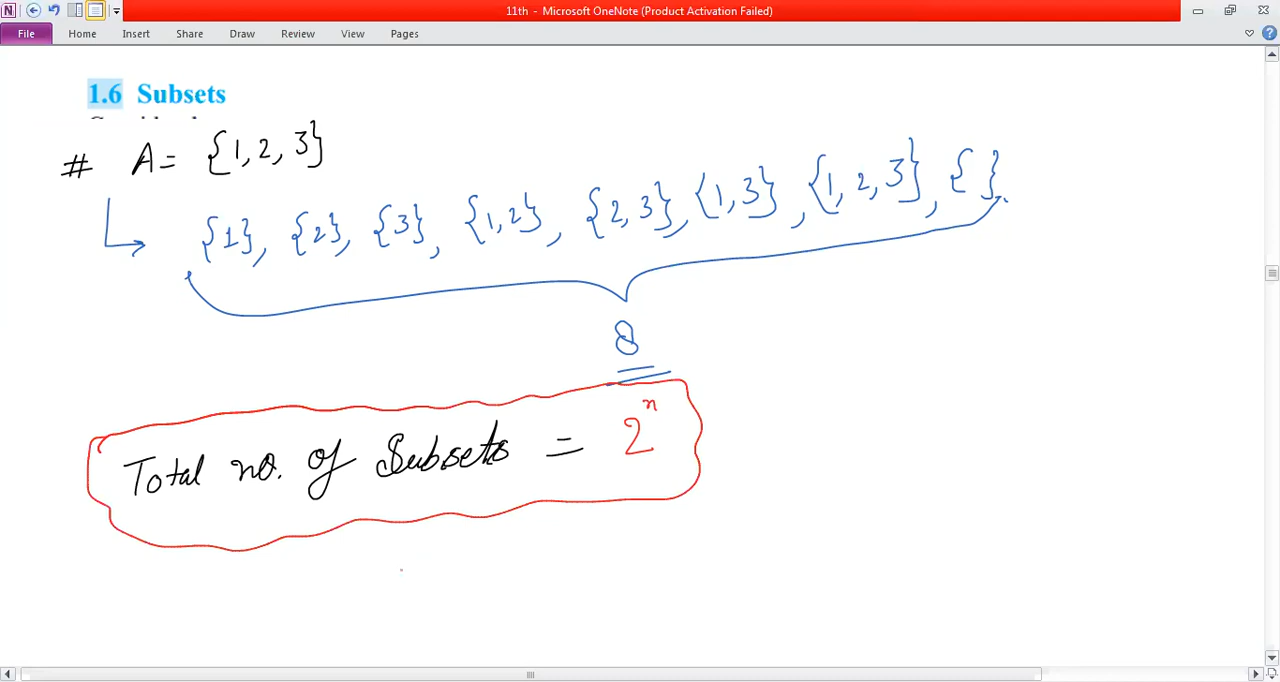 11th - Microsoft OneNote (Product Activation Failed)
File Home Insert Share Draw Review View Pages
1.6 Subsets
# A = {1, 2, 3}
{1}, {2}, {3}, {1,2}, {2,3}, {1,3}, {1,2,3}, { }.
8
Total no. of Subsets = 2ⁿ